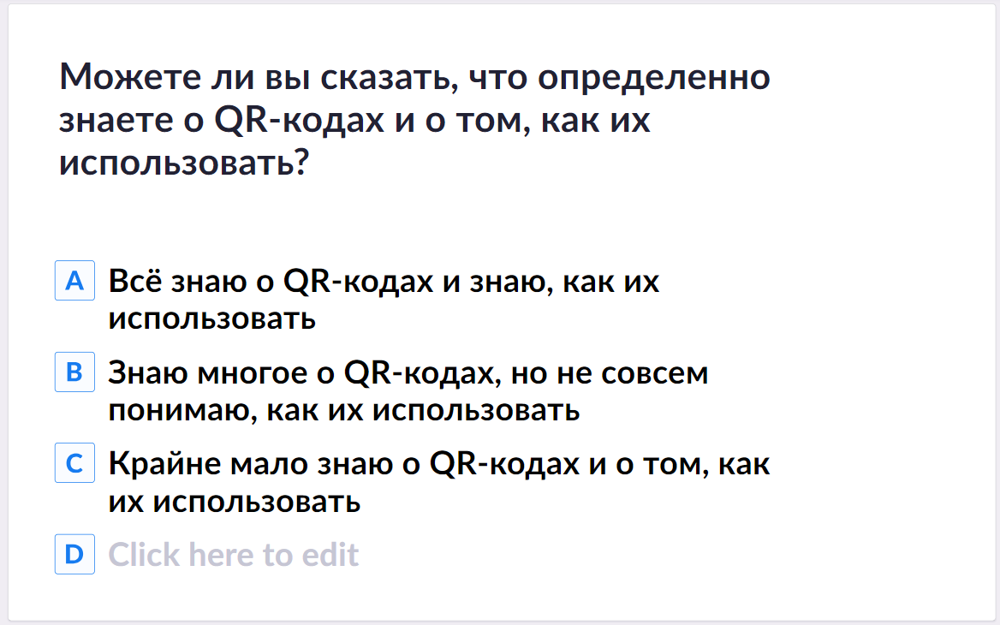 Можете ли вы сказать, что определенно
знаете о QR-кодах и о том, как их
использовать?
A Всё знаю о QR-кодах и знаю, как их
использовать
B Знаю многое о QR-кодах, но не совсем
понимаю, как их использовать
C Крайне мало знаю о QR-кодах и о том, как
их использовать
D Click here to edit